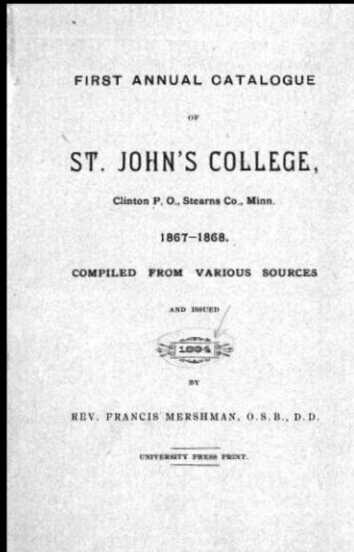 FIRST ANNUAL CATALOGUE
OF
ST. JOHN'S COLLEGE,
Clinton P. O., Stearns Co., Minn.
1867–1868.
COMPILED FROM VARIOUS SOURCES
AND ISSUED
1894
BY
REV. FRANCIS MERSHMAN, O. S. B., D. D.
UNIVERSITY PRESS PRINT.